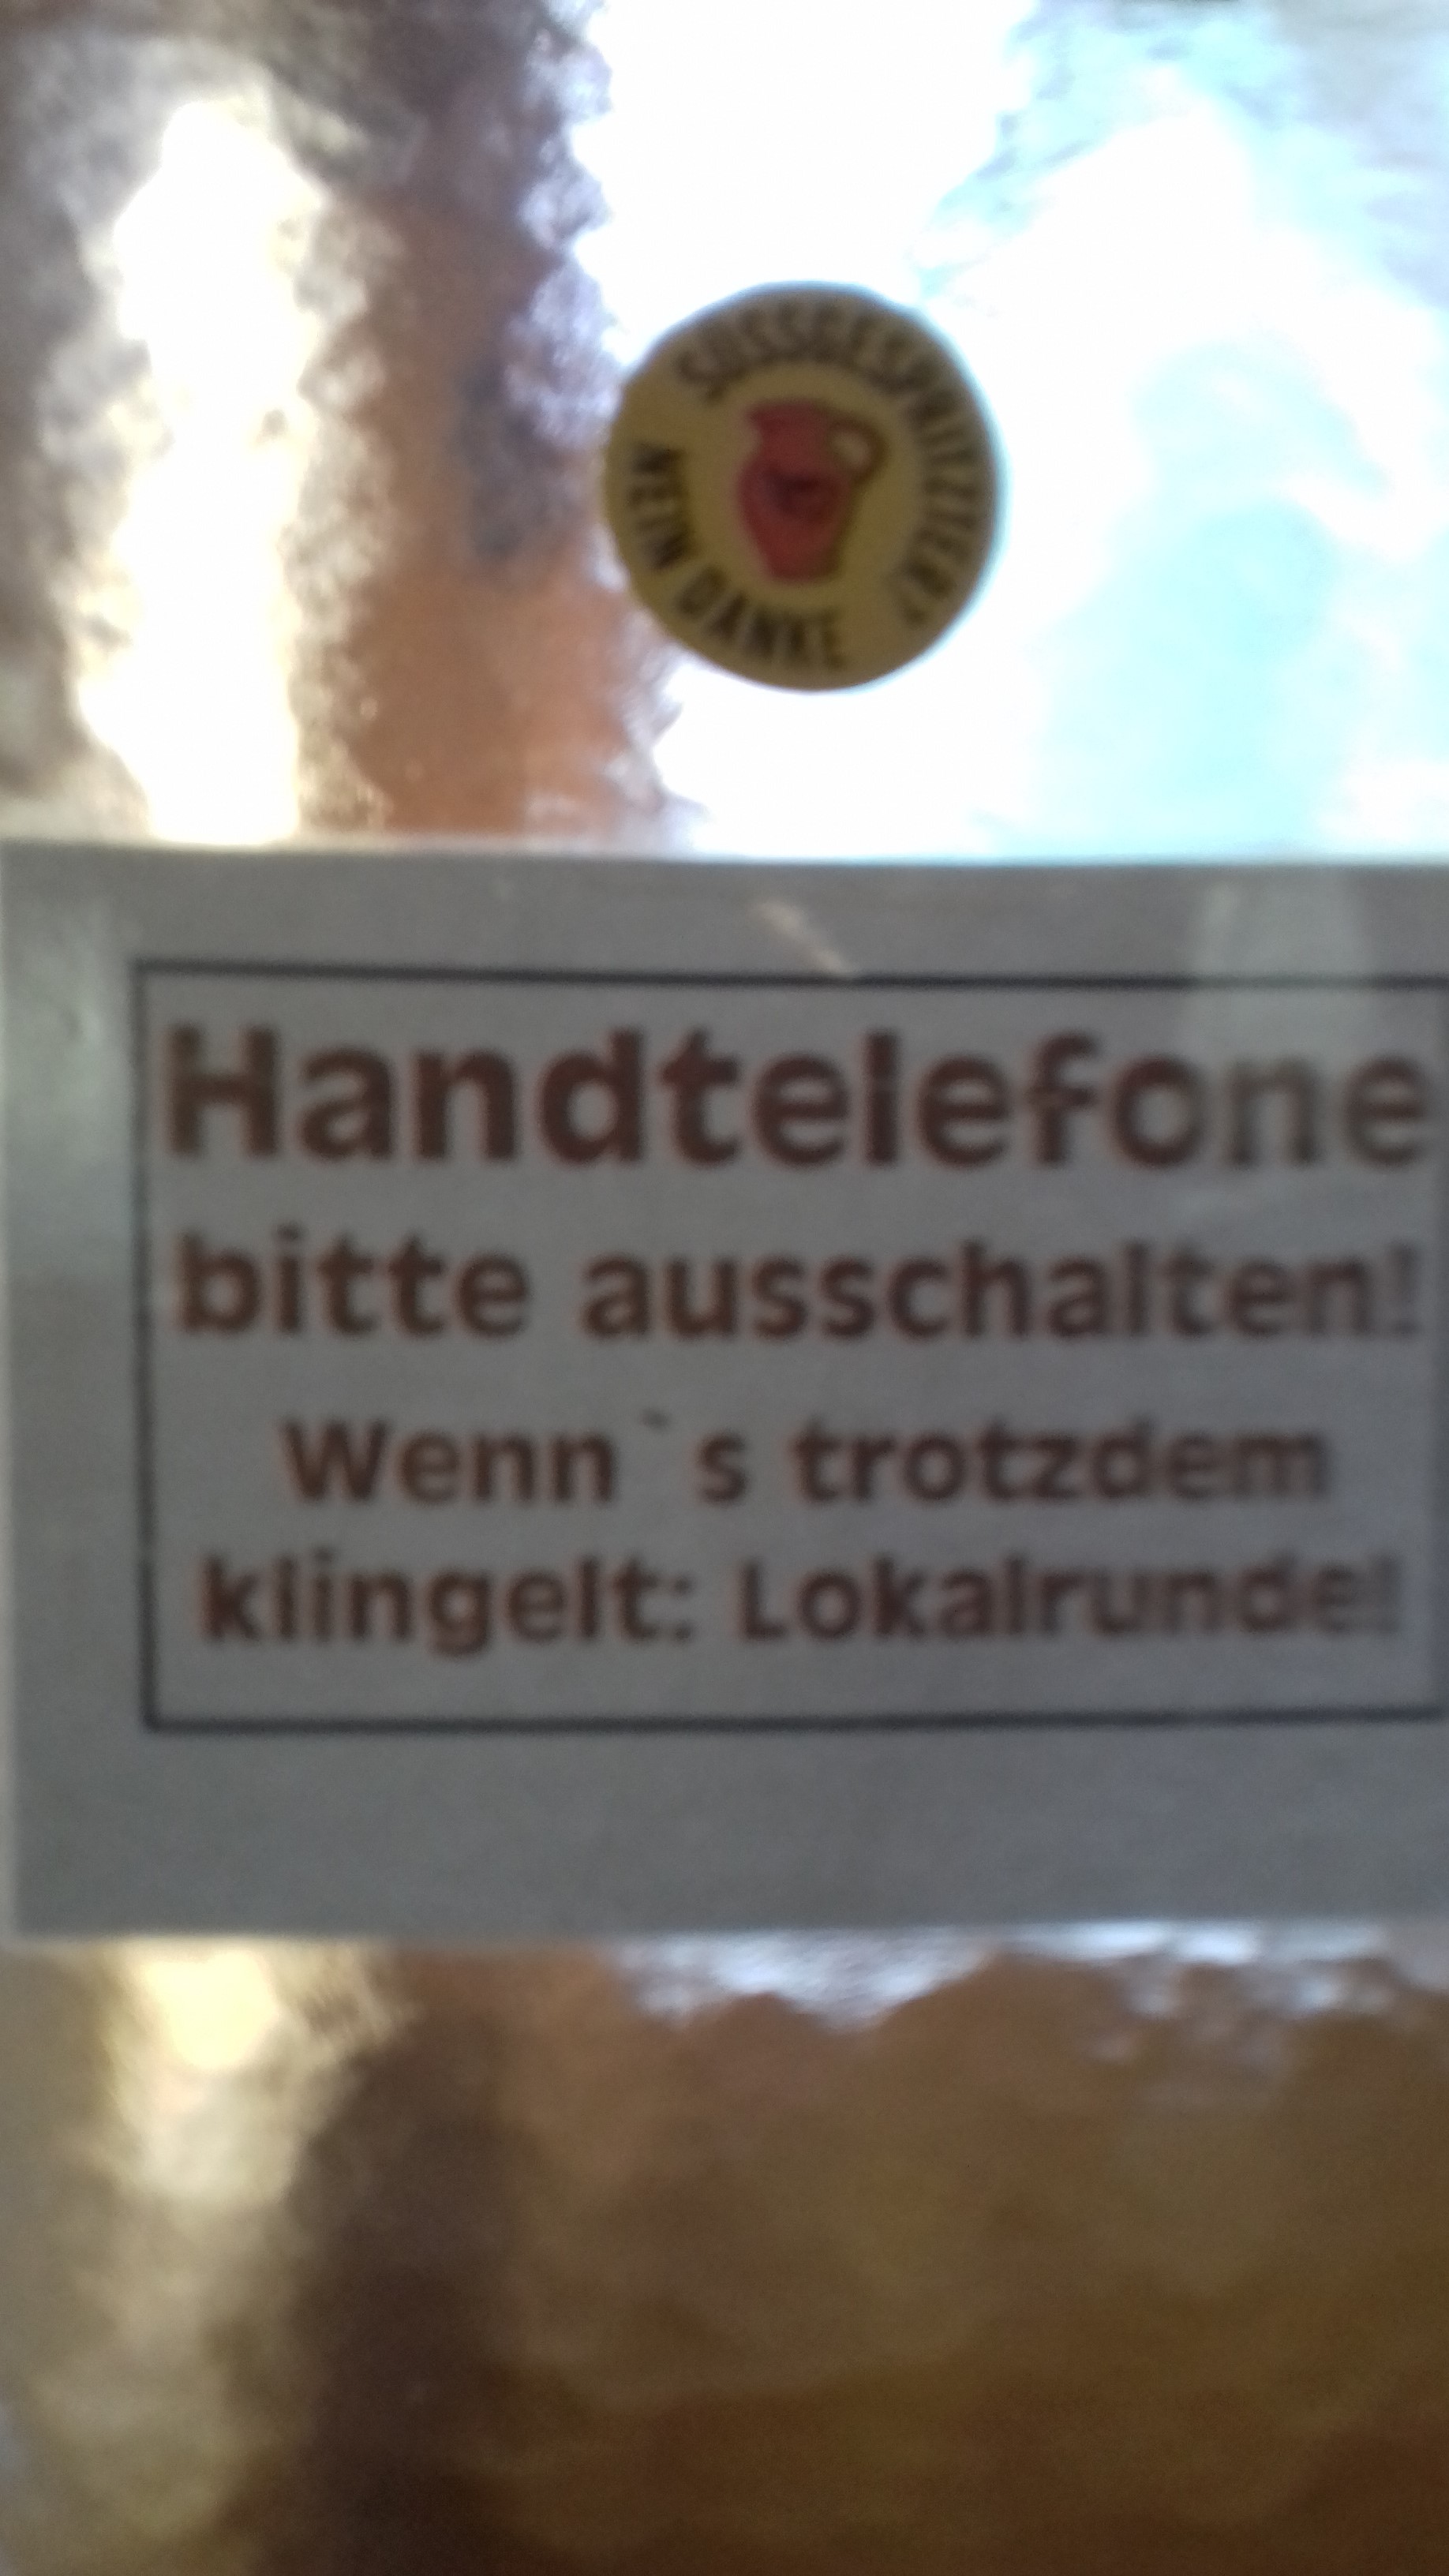 SÜSSGESPRITZTER?
NEIN DANKE
Handtelefone
bitte ausschalten!
Wenn`s trotzdem
klingelt: Lokalrunde!